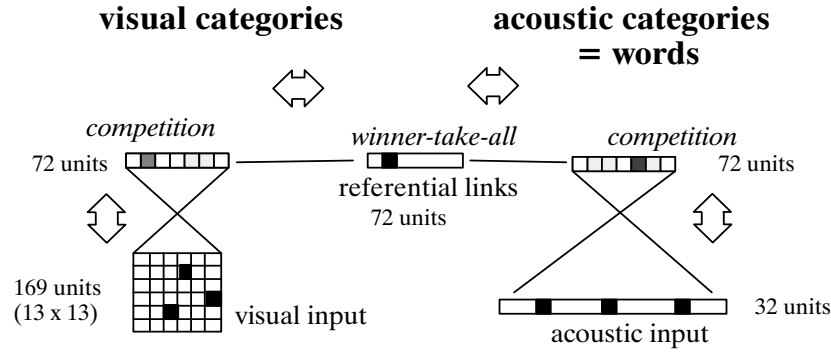 visual categories
acoustic categories
= words
competition
winner-take-all
competition
72 units
referential links
72 units
72 units
169 units
(13 x 13)
visual input
acoustic input
32 units